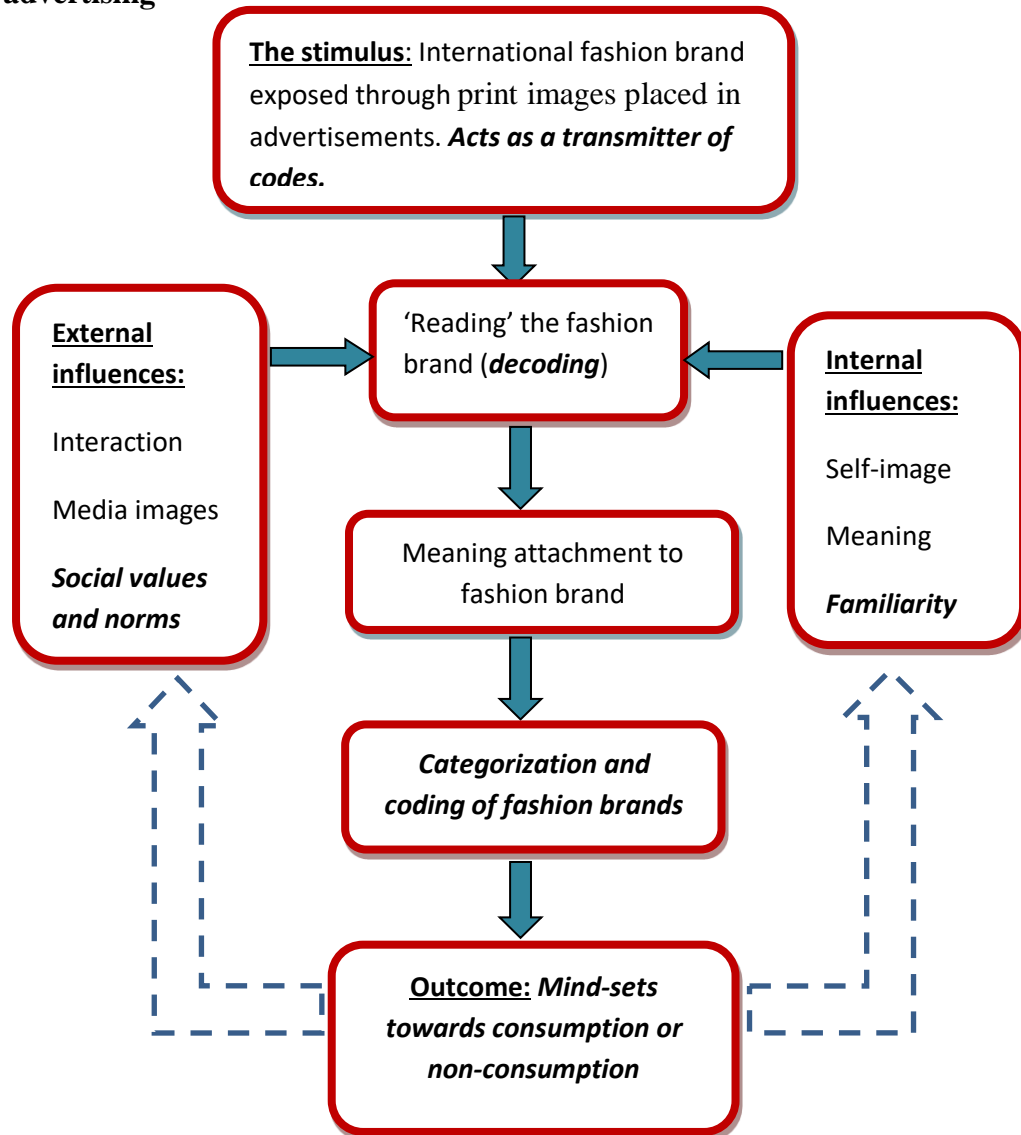 advertising
The stimulus: International fashion brand
exposed through print images placed in
advertisements. Acts as a transmitter of
codes.
External
influences:
Interaction
Media images
Social values
and norms
‘Reading’ the fashion
brand (decoding)
Internal
influences:
Self-image
Meaning
Familiarity
Meaning attachment to
fashion brand
Categorization and
coding of fashion brands
Outcome: Mind-sets
towards consumption or
non-consumption